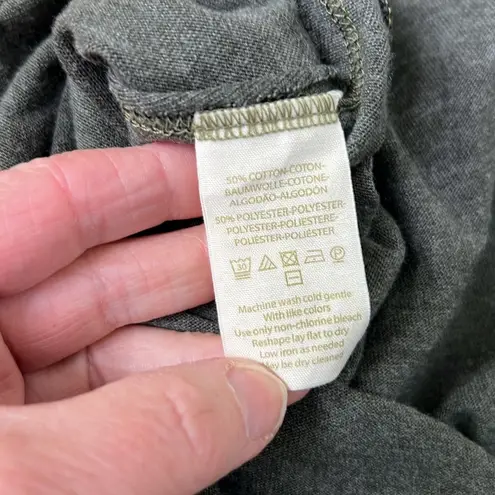 50% COTTON-COTON-
BAUMWOLLE-COTONE-
ALGODAO-ALGODÓN
50% POLYESTER-POLYESTER-
POLYESTER-POLIESTERE-
POLIÉSTER-POLIÉSTER
30
P
Machine wash cold gentle
With like colors
Use only non-chlorine bleach
Reshape lay flat to dry
Low iron as needed
May be dry cleaned